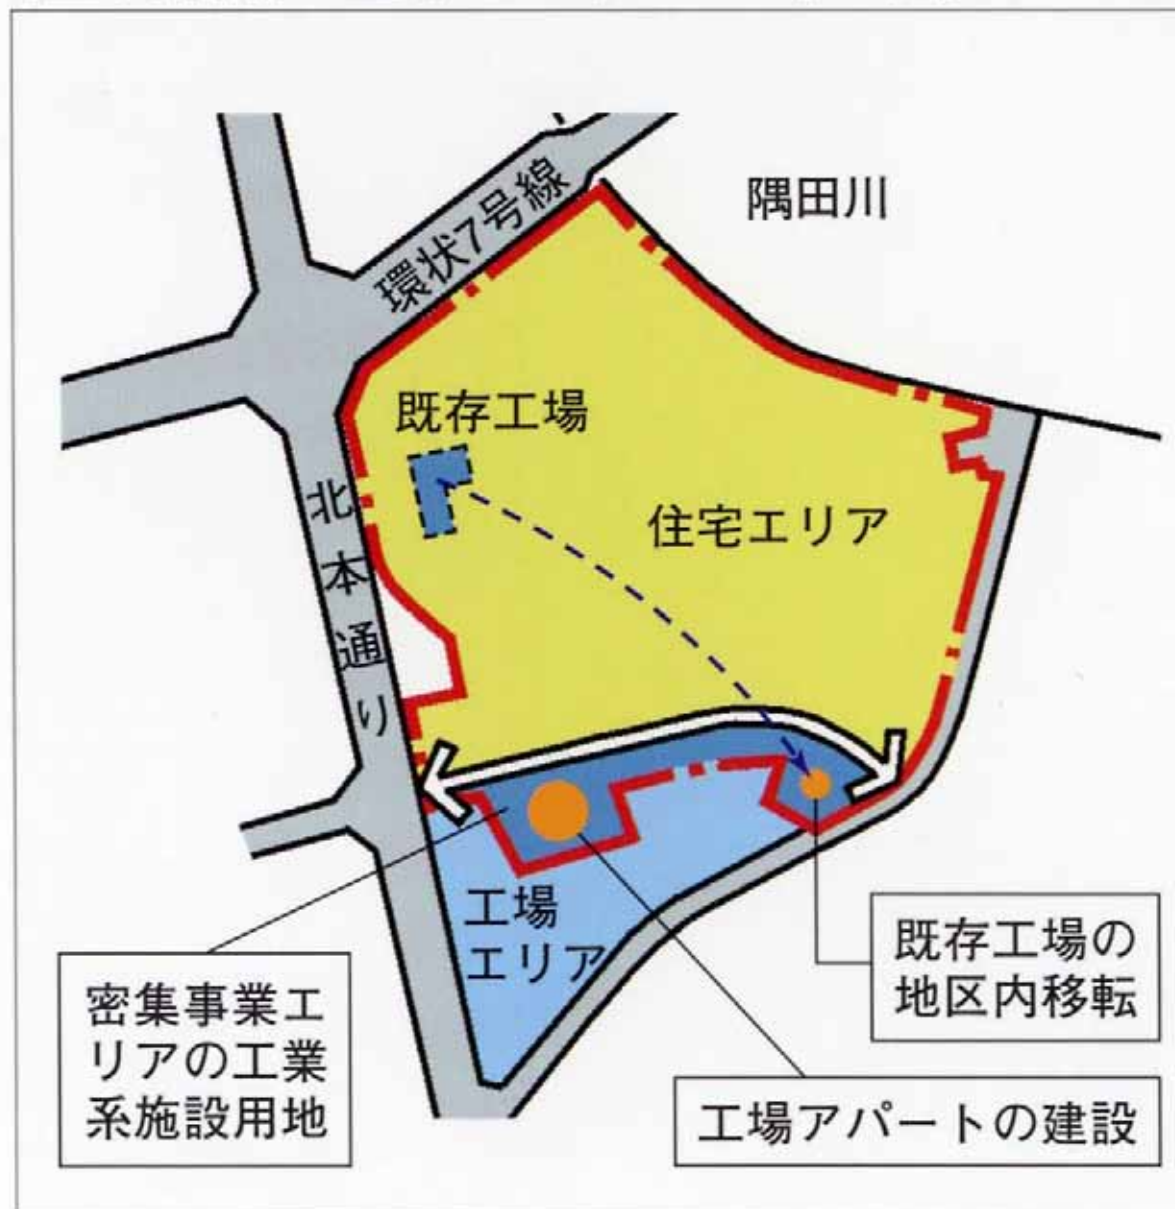 隅田川
環状7号線
既存工場
住宅エリア
北本通り
工場
エリア
既存工場の
地区内移転
密集事業エ
リアの工業
系施設用地
工場アパートの建設